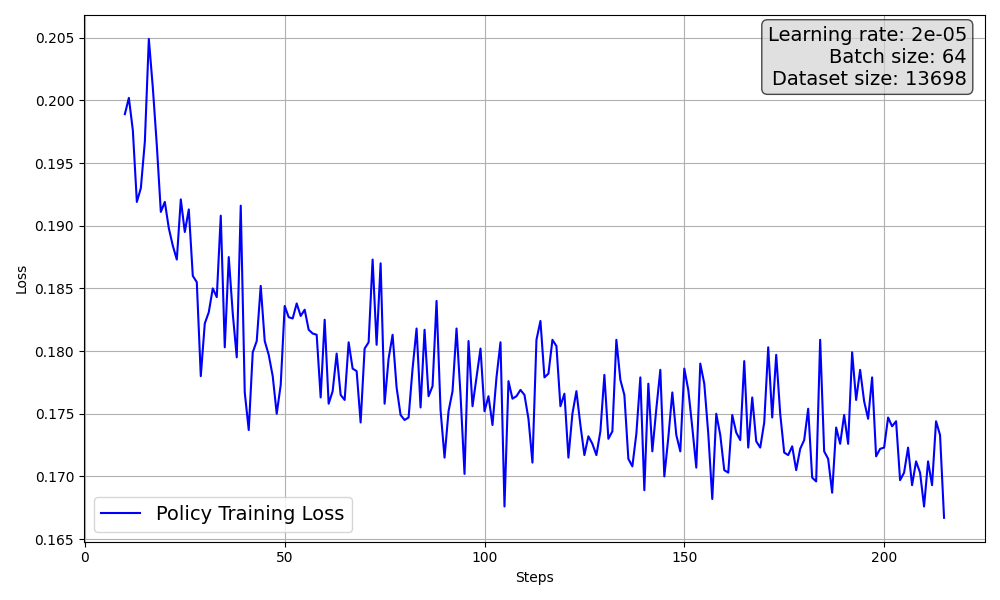 Learning rate: 2e-05
Batch size: 64
Dataset size: 13698
0.205
0.200
0.195
0.190
0.185
0.180
0.175
0.170
0.165
Loss
Policy Training Loss
0 50 100 150 200
Steps